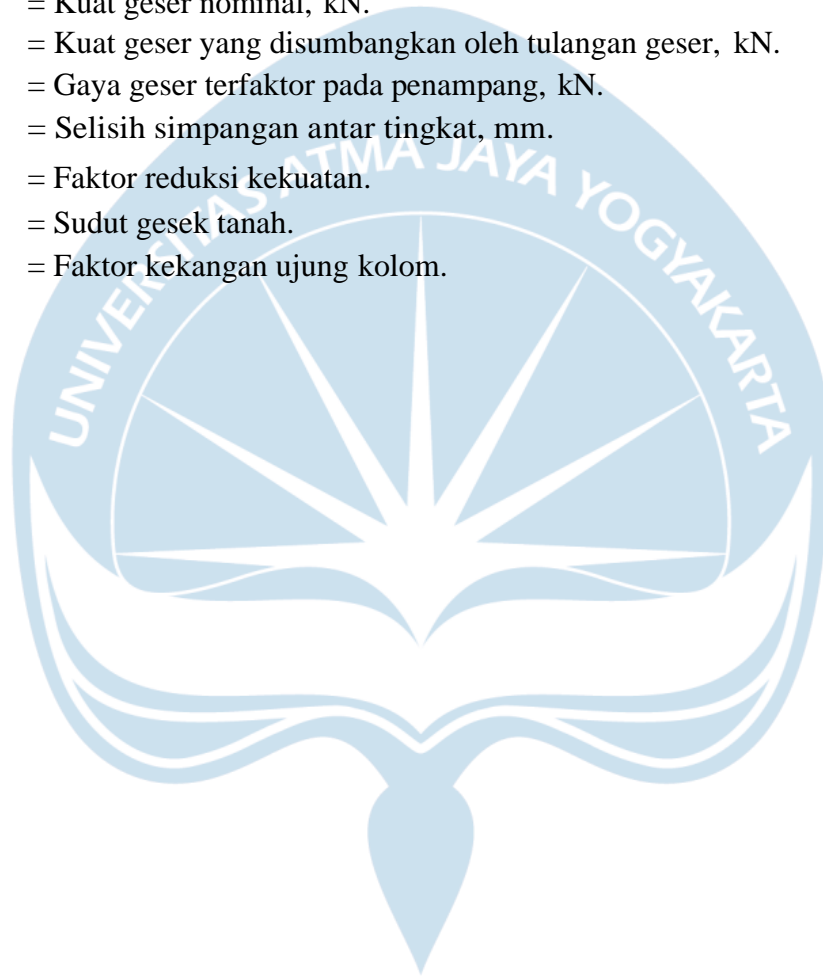 = Kuat geser nominal, kN.
= Kuat geser yang disumbangkan oleh tulangan geser, kN.
= Gaya geser terfaktor pada penampang, kN.
= Selisih simpangan antar tingkat, mm.
= Faktor reduksi kekuatan.
= Sudut gesek tanah.
= Faktor kekangan ujung kolom.
UNIVERSITAS ATMA JAYA YOGYAKARTA